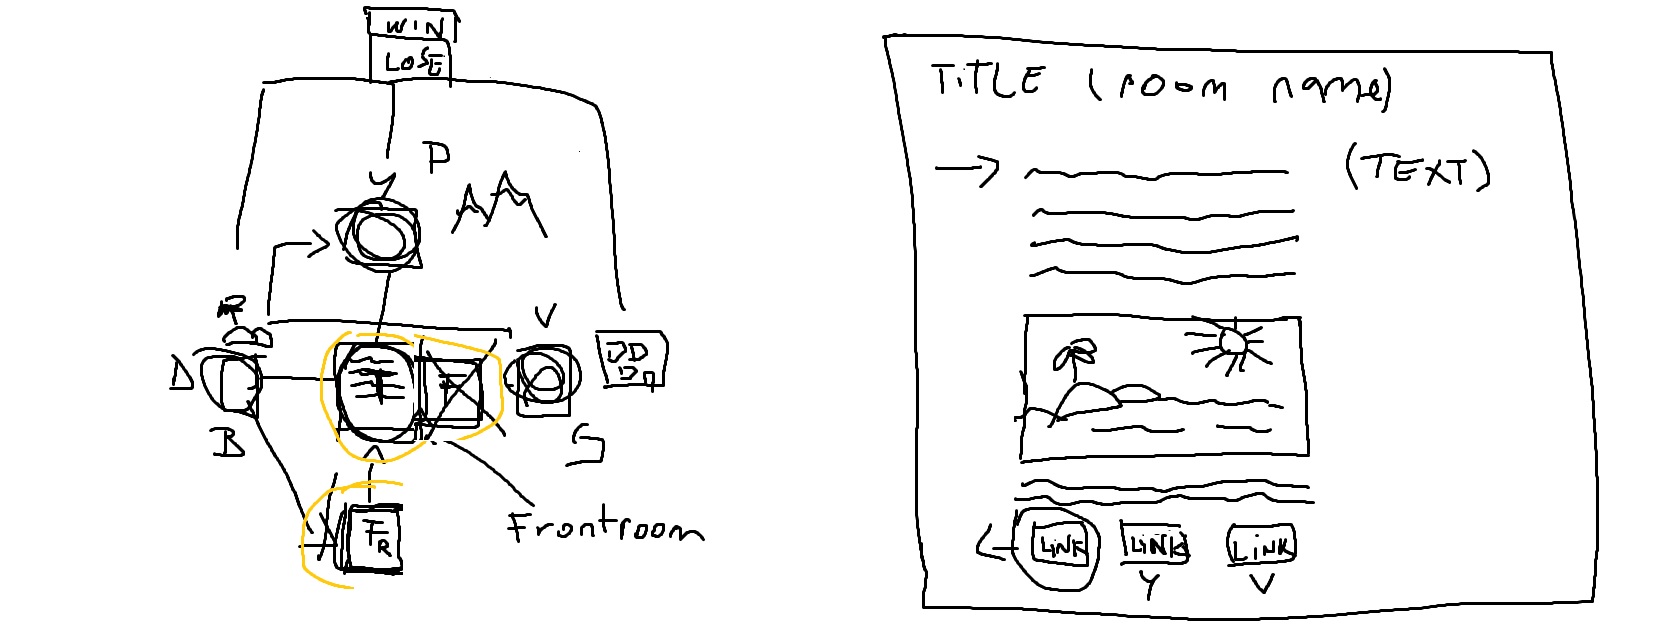 WIN
LOSE
P
Y
V
D
B
S
FR
Frontroom
TITLE (room name)
(TEXT)
LINK LINK LINK
Y V